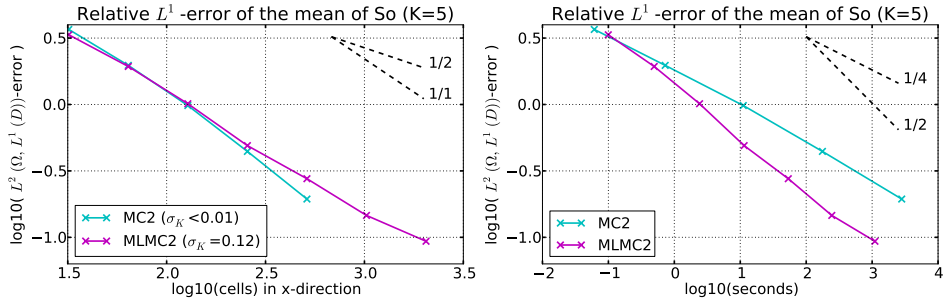 Relative L¹ -error of the mean of So (K=5)
log10( L² (Ω, L¹ (D))-error )
0.5
0.0
−0.5
−1.0
1/2
1/1
MC2 (σ_K <0.01)
MLMC2 (σ_K =0.12)
1.5
2.0
2.5
3.0
3.5
log10(cells) in x-direction
Relative L¹ -error of the mean of So (K=5)
log10( L² (Ω, L¹ (D))-error )
0.5
0.0
−0.5
−1.0
1/4
1/2
MC2
MLMC2
−2
−1
0
1
2
3
4
log10(seconds)